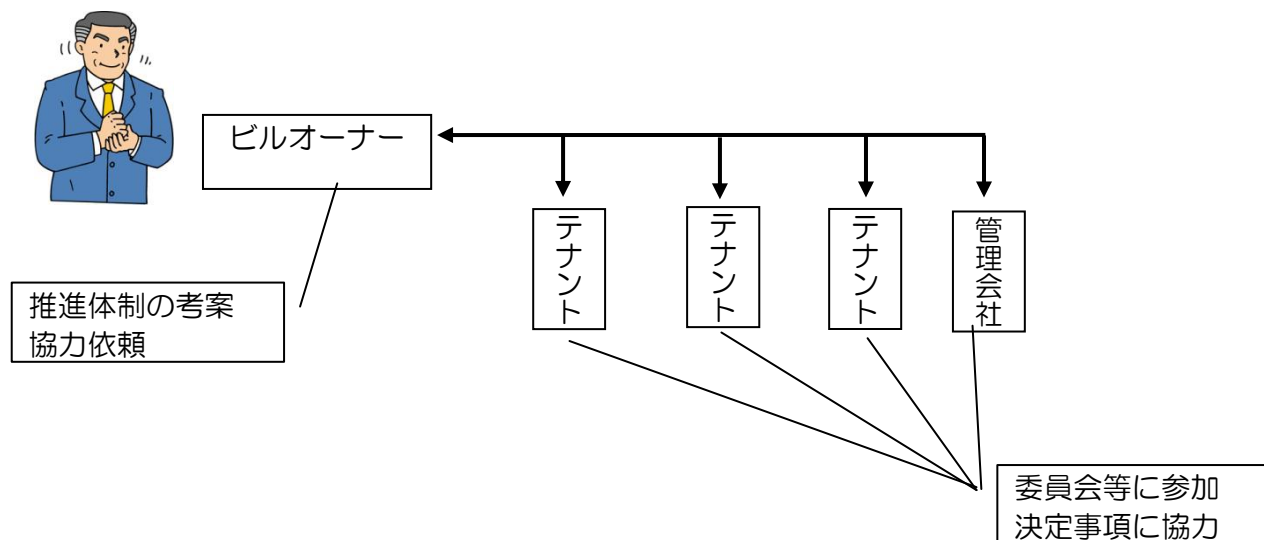 ビルオーナー
テナント
テナント
テナント
管理会社
推進体制の考案
協力依頼
委員会等に参加
決定事項に協力